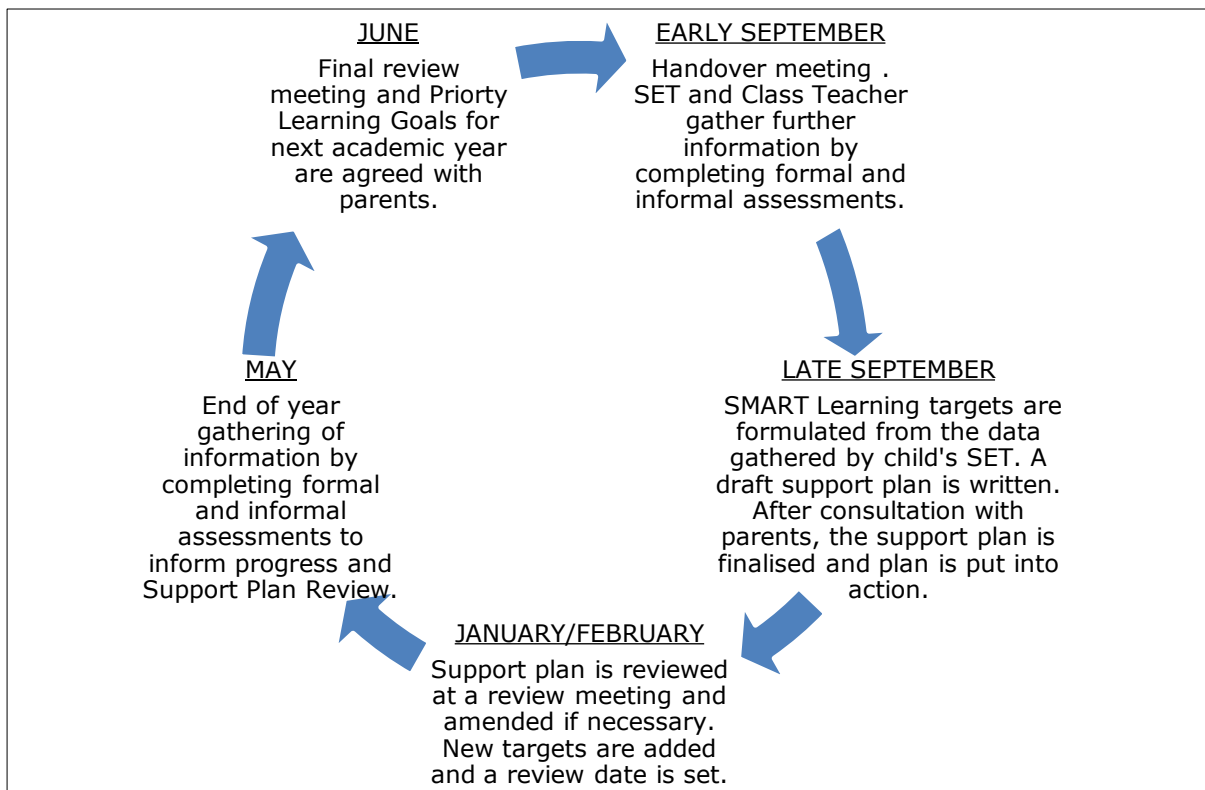 JUNE
Final review
meeting and Priorty
Learning Goals for
next academic year
are agreed with
parents.
EARLY SEPTEMBER
Handover meeting .
SET and Class Teacher
gather further
information by
completing formal and
informal assessments.
LATE SEPTEMBER
SMART Learning targets are
formulated from the data
gathered by child's SET. A
draft support plan is written.
After consultation with
parents, the support plan is
finalised and plan is put into
action.
JANUARY/FEBRUARY
Support plan is reviewed
at a review meeting and
amended if necessary.
New targets are added
and a review date is set.
MAY
End of year
gathering of
information by
completing formal
and informal
assessments to
inform progress and
Support Plan Review.